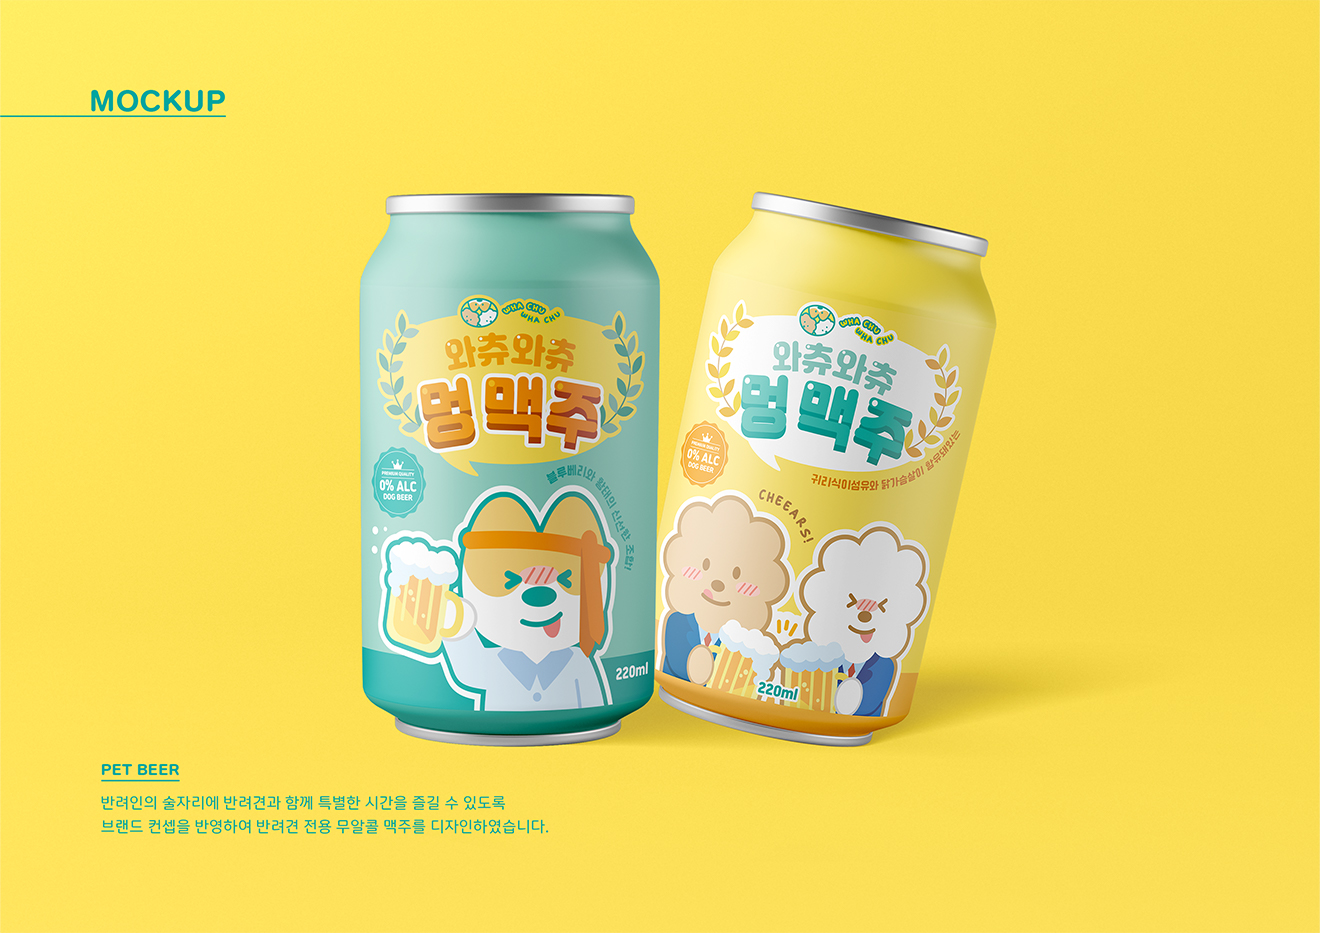 MOCKUP
WHA CHU
WHA CHU
와츄와츄
멍 맥주
PREMIUM QUALITY
0% ALC
DOG BEER
블루베리와 황태의 신선한 조합!
220ml
WHA CHU
WHA CHU
와츄와츄
멍 맥주
PREMIUM QUALITY
0% ALC
DOG BEER
귀리식이섬유와 닭가슴살이 함유돼있는
CHEEARS!
220ml
PET BEER
반려인의 술자리에 반려견과 함께 특별한 시간을 즐길 수 있도록
브랜드 컨셉을 반영하여 반려견 전용 무알콜 맥주를 디자인하였습니다.